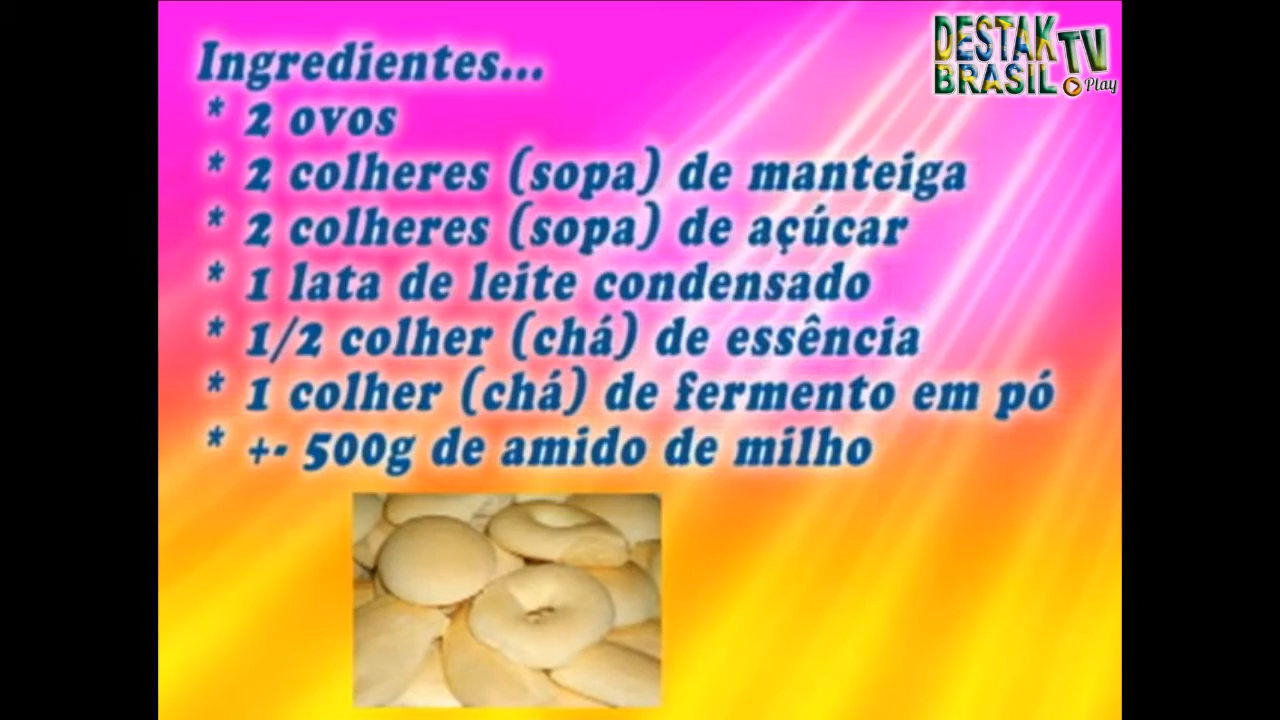 Ingredientes...
* 2 ovos
* 2 colheres (sopa) de manteiga
* 2 colheres (sopa) de açúcar
* 1 lata de leite condensado
* 1/2 colher (chá) de essência
* 1 colher (chá) de fermento em pó
* +- 500g de amido de milho
DESTAK
BRASIL
TV
Play